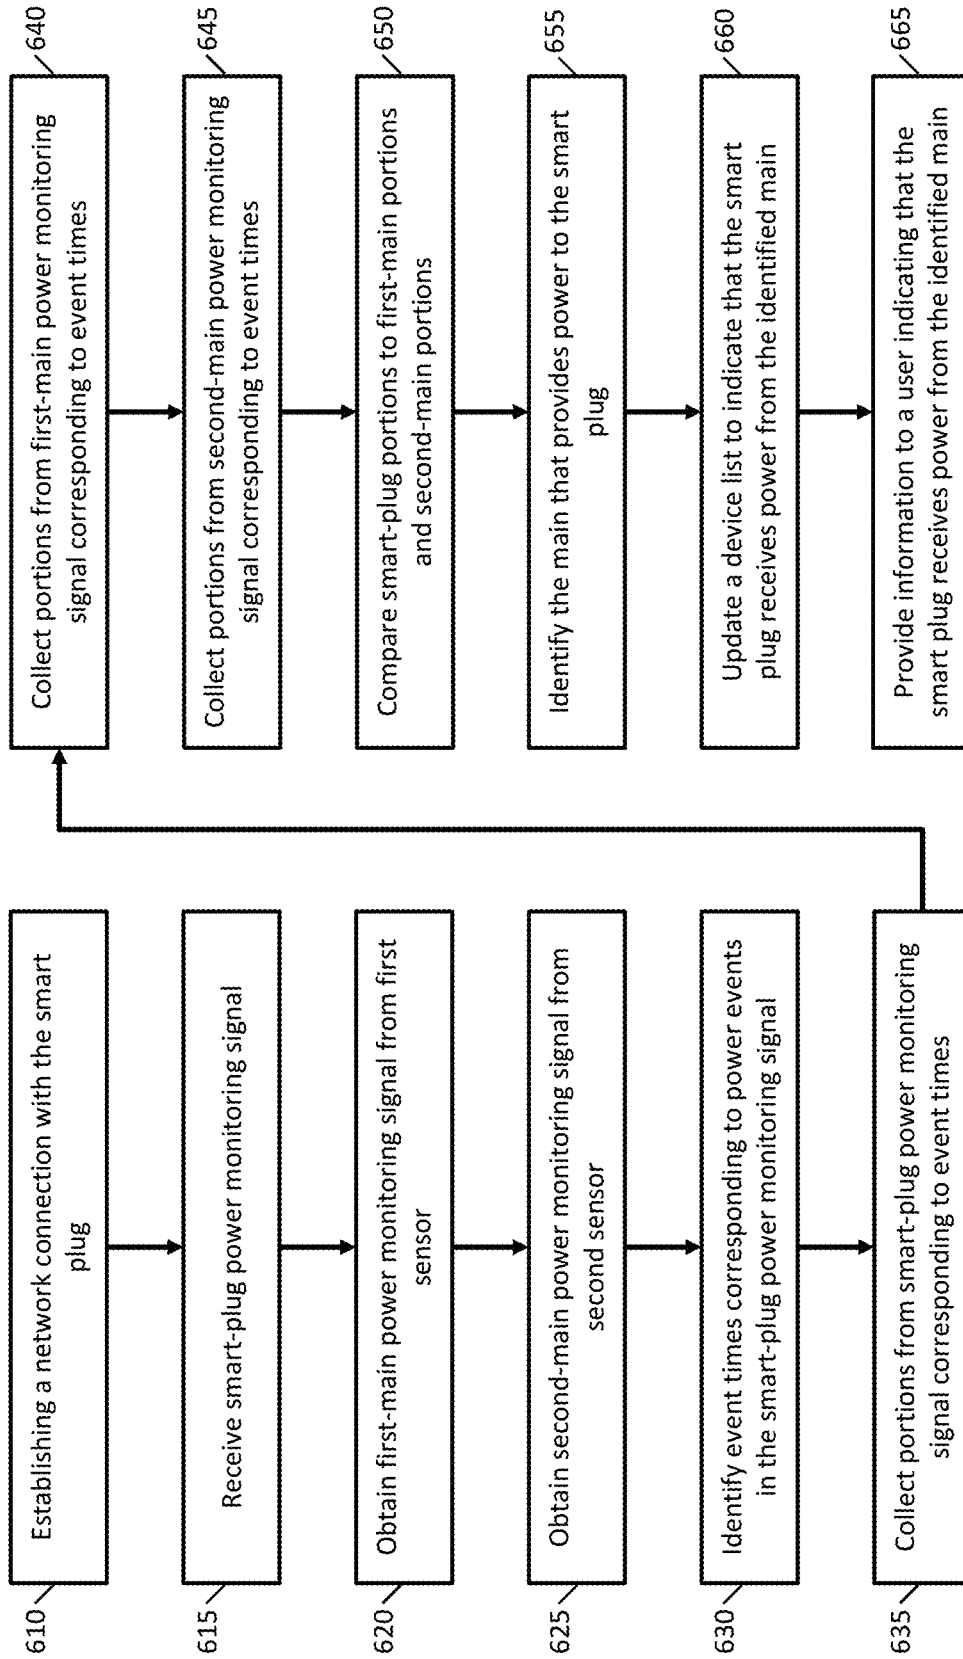 610
Establishing a network connection with the smart
plug
615
Receive smart-plug power monitoring signal
620
Obtain first-main power monitoring signal from first
sensor
625
Obtain second-main power monitoring signal from
second sensor
630
Identify event times corresponding to power events
in the smart-plug power monitoring signal
635
Collect portions from smart-plug power monitoring
signal corresponding to event times
640
Collect portions from first-main power monitoring
signal corresponding to event times
645
Collect portions from second-main power monitoring
signal corresponding to event times
650
Compare smart-plug portions to first-main portions
and second-main portions
655
Identify the main that provides power to the smart
plug
660
Update a device list to indicate that the smart
plug receives power from the identified main
665
Provide information to a user indicating that the
smart plug receives power from the identified main